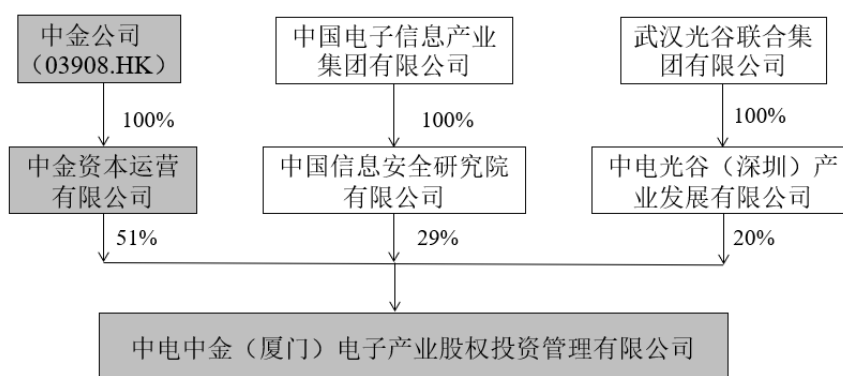 中金公司
（03908.HK）
中国电子信息产业
集团有限公司
武汉光谷联合集
团有限公司
100%
100%
100%
中金资本运营
有限公司
中国信息安全研究院
有限公司
中电光谷（深圳）产
业发展有限公司
51%
29%
20%
中电中金（厦门）电子产业股权投资管理有限公司